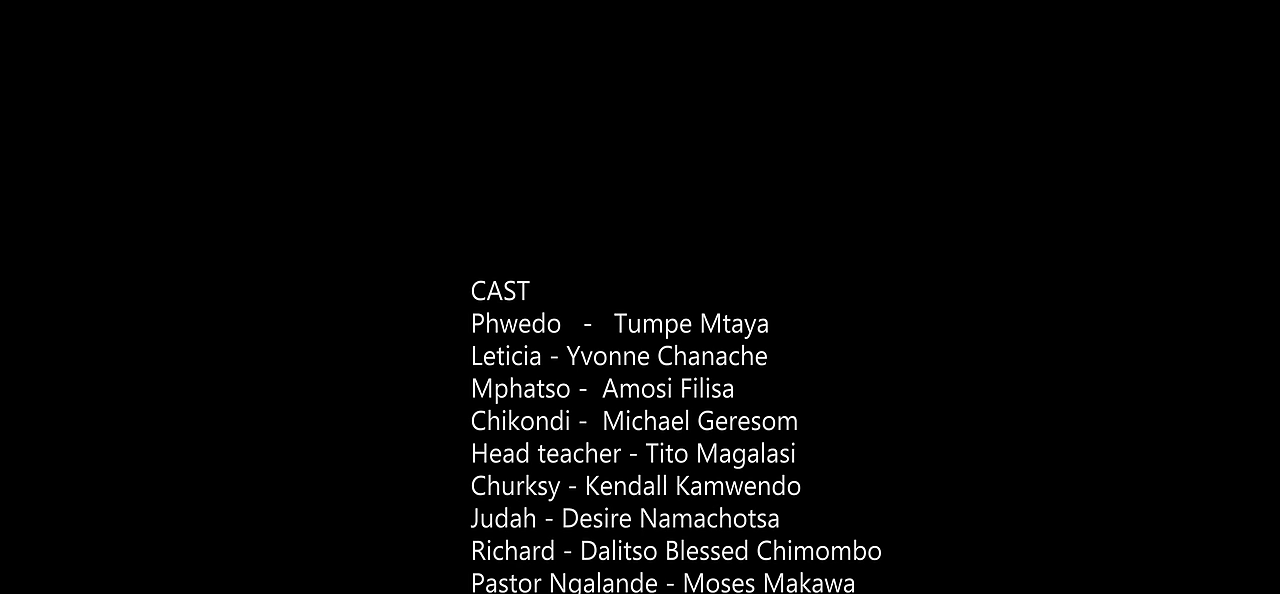 CAST
Phwedo - Tumpe Mtaya
Leticia - Yvonne Chanache
Mphatso - Amosi Filisa
Chikondi - Michael Geresom
Head teacher - Tito Magalasi
Churksy - Kendall Kamwendo
Judah - Desire Namachotsa
Richard - Dalitso Blessed Chimombo
Pastor Ngalande - Moses Makawa